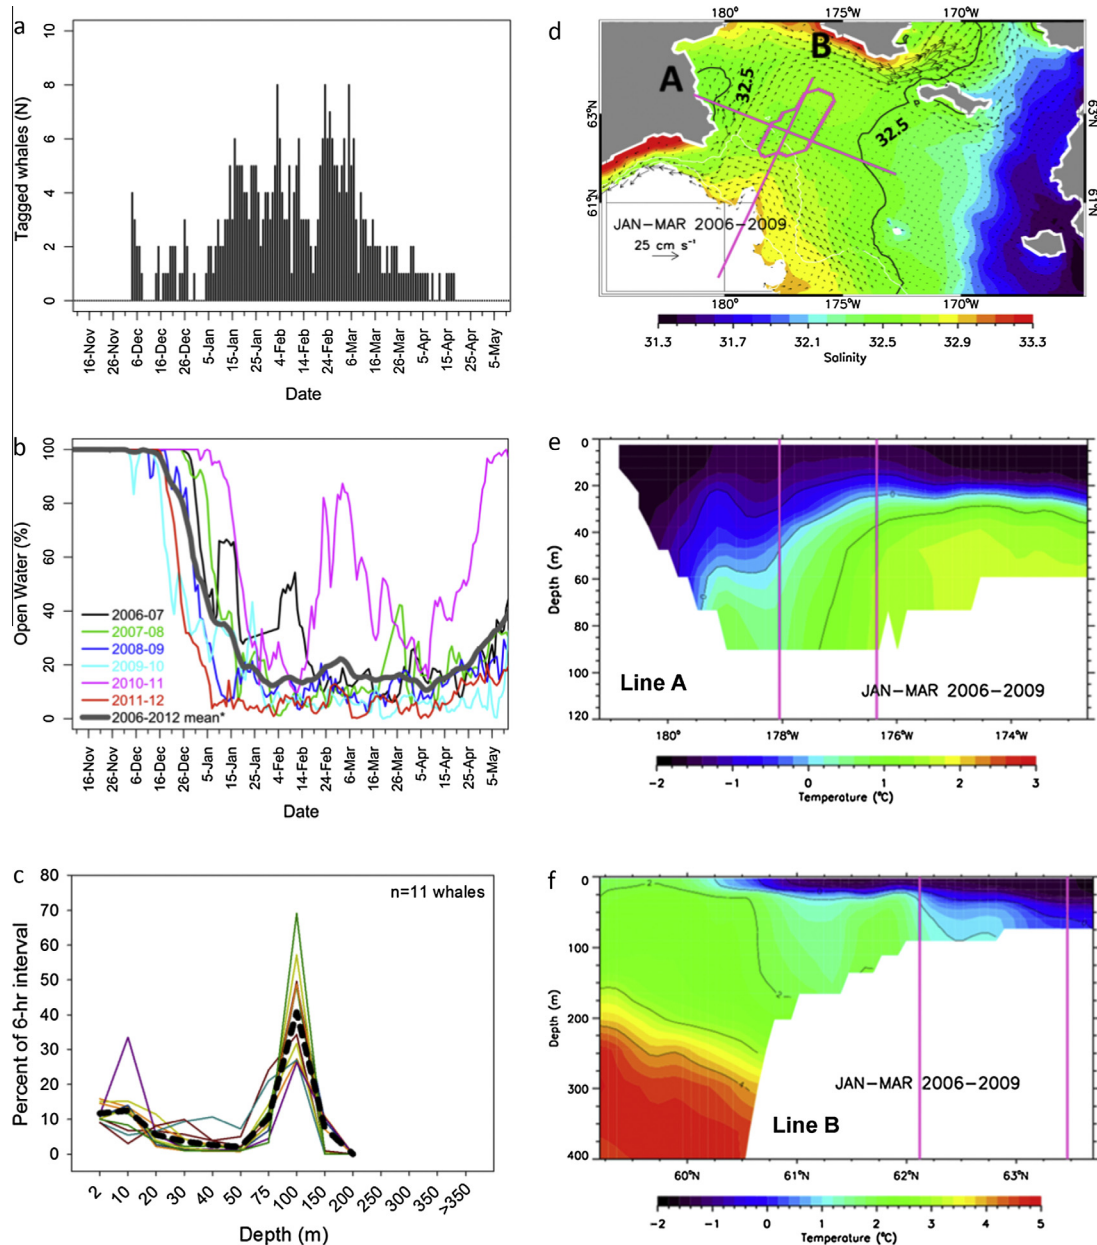 a
Tagged whales (N)
10
8
6
4
2
0
16-Nov 26-Nov 6-Dec 16-Dec 26-Dec 5-Jan 15-Jan 25-Jan 4-Feb 14-Feb 24-Feb 6-Mar 16-Mar 26-Mar 5-Apr 15-Apr 25-Apr 5-May
Date
b
Open Water (%)
100
80
60
40
20
0
2006-07
2007-08
2008-09
2009-10
2010-11
2011-12
2006-2012 mean*
16-Nov 26-Nov 6-Dec 16-Dec 26-Dec 5-Jan 15-Jan 25-Jan 4-Feb 14-Feb 24-Feb 6-Mar 16-Mar 26-Mar 5-Apr 15-Apr 25-Apr 5-May
Date
c
Percent of 6-hr interval
80
70
60
50
40
30
20
10
0
n=11 whales
2 10 20 30 40 50 75 100 150 200 250 300 350 >350
Depth (m)
d
180° 175°W 170°W
63°N
61°N
63°N
61°N
A
B
32.5
32.5
JAN-MAR 2006-2009
25 cm s⁻¹
180° 175°W 170°W
31.3 31.7 32.1 32.5 32.9 33.3
Salinity
e
Depth (m)
0
20
40
60
80
100
120
0
0
Line A
JAN-MAR 2006-2009
180° 178°W 176°W 174°W
-2 -1 0 1 2 3
Temperature (°C)
f
Depth (m)
0
100
200
300
400
2
2
4
JAN-MAR 2006-2009
Line B
60°N 61°N 62°N 63°N
-2 -1 0 1 2 3 4 5
Temperature (°C)